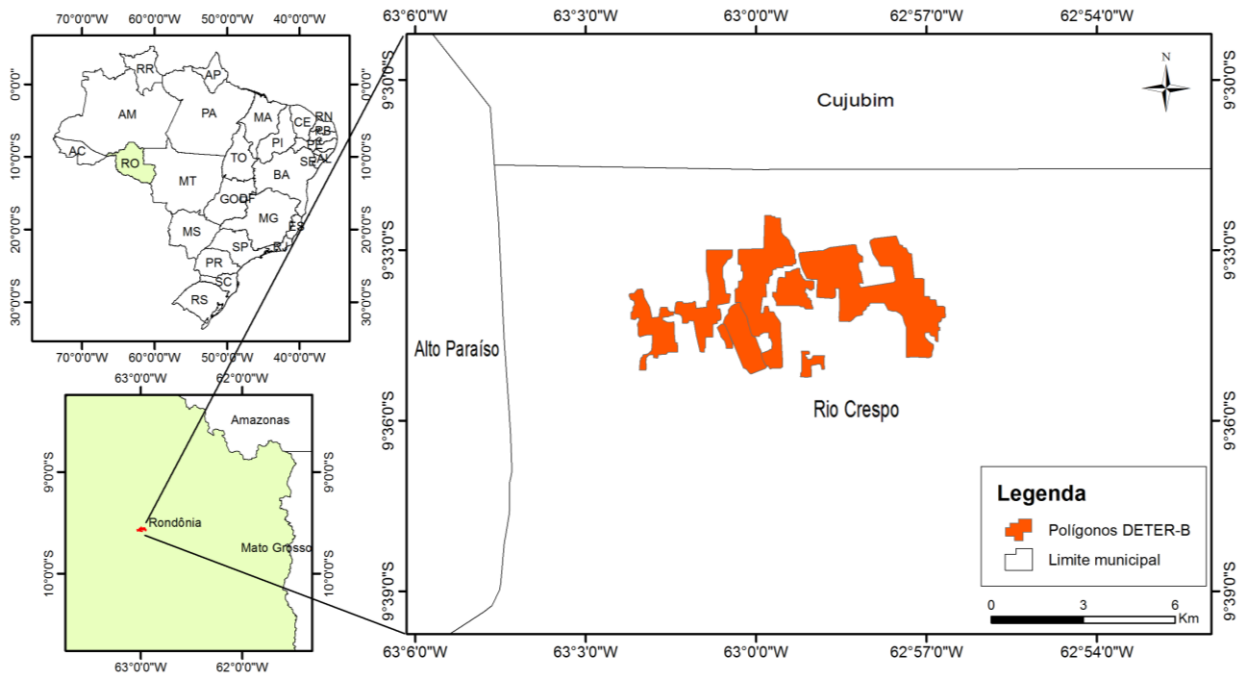 70°0'0"W 60°0'0"W 50°0'0"W 40°0'0"W
0°0'0"
10°0'0"S
20°0'0"S
30°0'0"S
RR
AP
AM
PA
MA
CE
RN
PB
PI
PE
AC
TO
AL
SE
RO
BA
MT
GO
DF
MG
ES
MS
SP
RJ
PR
SC
RS
0°0'0"
10°0'0"S
20°0'0"S
30°0'0"S
70°0'0"W 60°0'0"W 50°0'0"W 40°0'0"W
63°0'0"W 62°0'0"W
9°0'0"S
10°0'0"S
Amazonas
Rondônia
Mato Grosso
9°0'0"S
10°0'0"S
63°0'0"W 62°0'0"W
63°6'0"W 63°3'0"W 63°0'0"W 62°57'0"W 62°54'0"W
9°30'0"S
9°33'0"S
9°36'0"S
9°39'0"S
N
Cujubim
Alto Paraíso
Rio Crespo
Legenda
Polígonos DETER-B
Limite municipal
0 3 6
Km
9°30'0"S
9°33'0"S
9°36'0"S
9°39'0"S
63°6'0"W 63°3'0"W 63°0'0"W 62°57'0"W 62°54'0"W